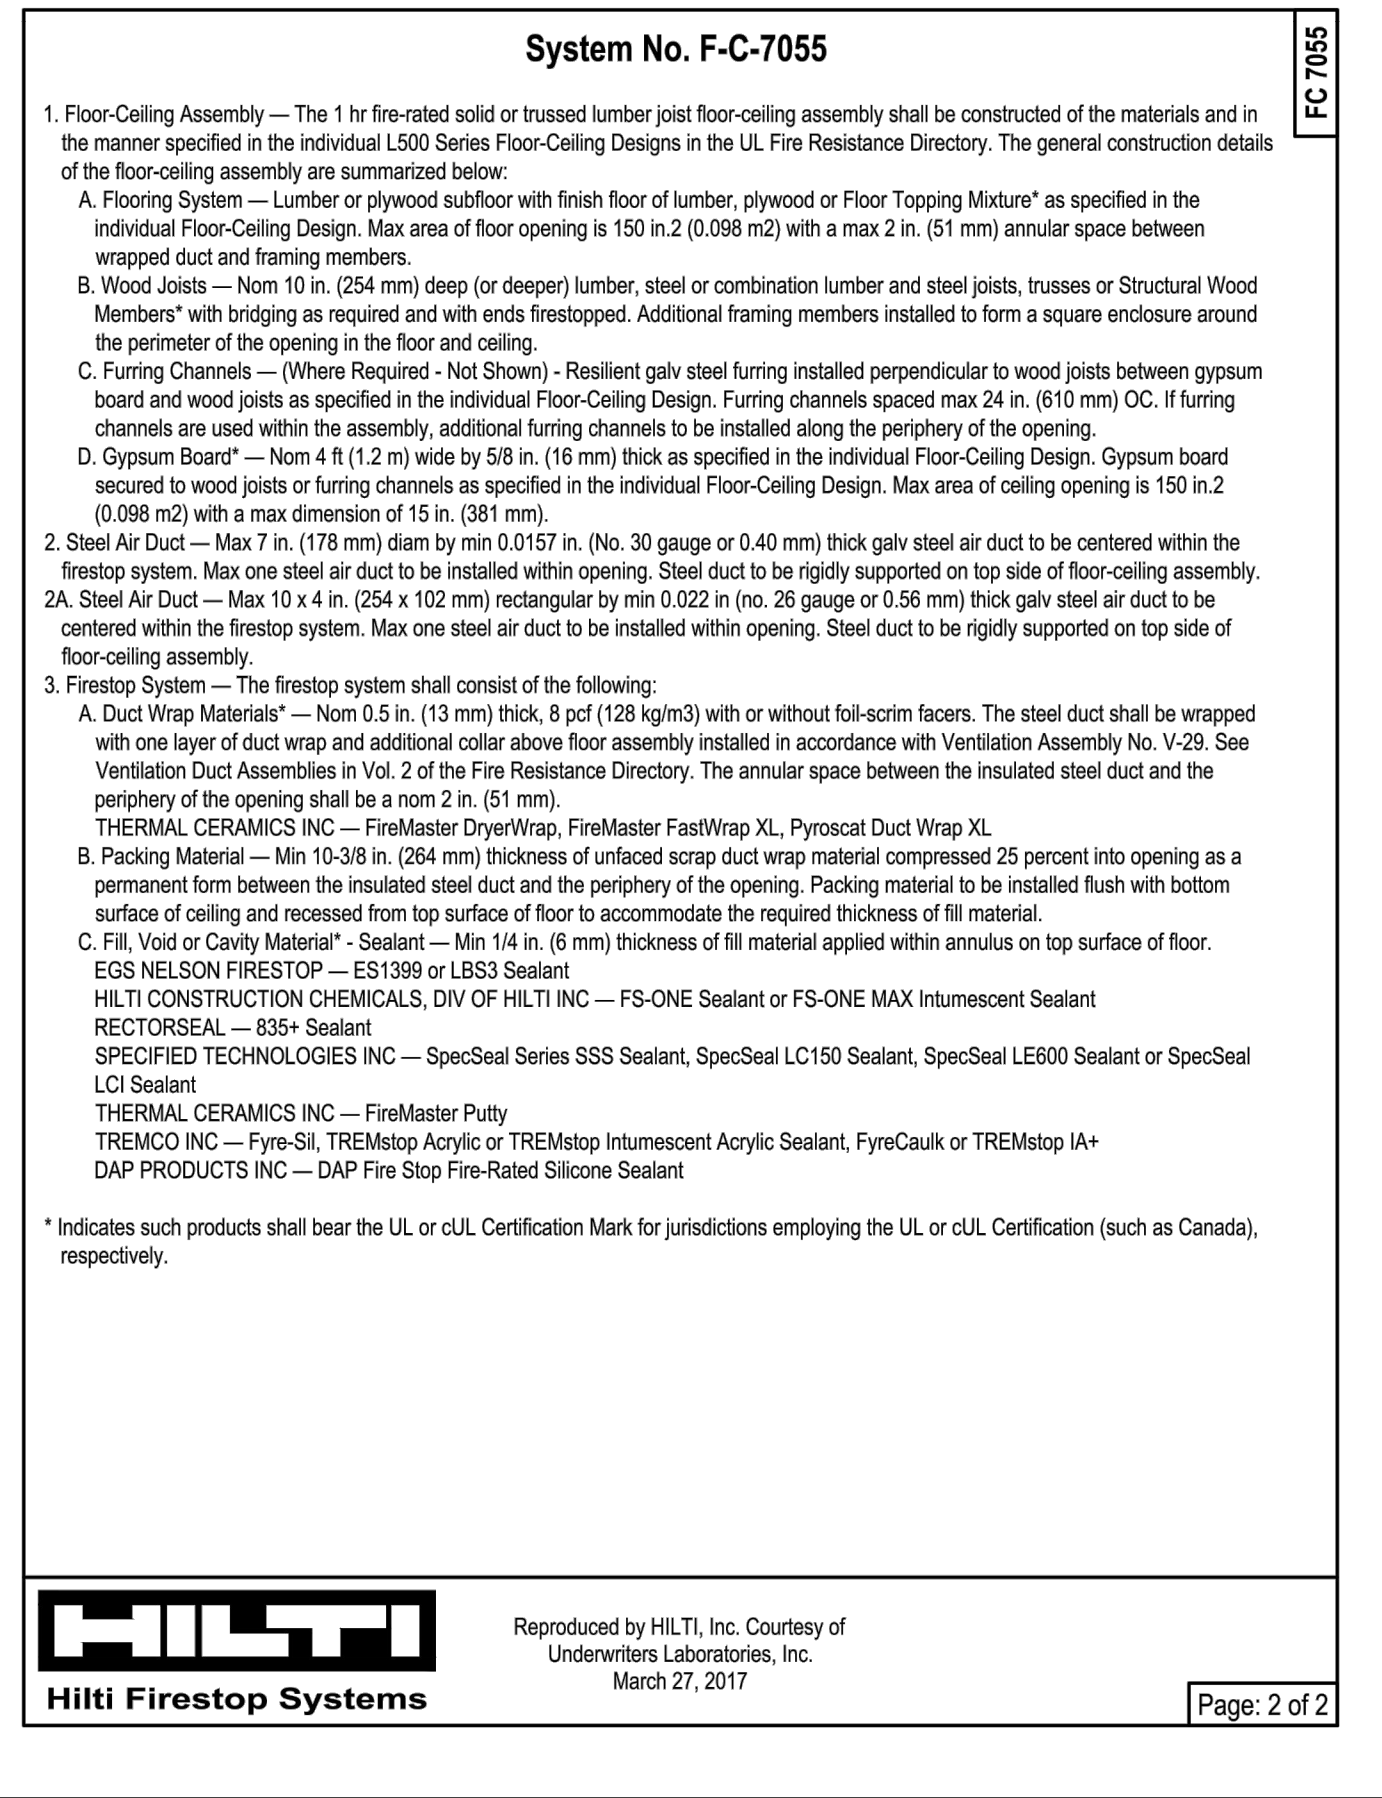 System No. F-C-7055
FC 7055
1. Floor-Ceiling Assembly — The 1 hr fire-rated solid or trussed lumber joist floor-ceiling assembly shall be constructed of the materials and in
the manner specified in the individual L500 Series Floor-Ceiling Designs in the UL Fire Resistance Directory. The general construction details
of the floor-ceiling assembly are summarized below:
A. Flooring System — Lumber or plywood subfloor with finish floor of lumber, plywood or Floor Topping Mixture* as specified in the
individual Floor-Ceiling Design. Max area of floor opening is 150 in.2 (0.098 m2) with a max 2 in. (51 mm) annular space between
wrapped duct and framing members.
B. Wood Joists — Nom 10 in. (254 mm) deep (or deeper) lumber, steel or combination lumber and steel joists, trusses or Structural Wood
Members* with bridging as required and with ends firestopped. Additional framing members installed to form a square enclosure around
the perimeter of the opening in the floor and ceiling.
C. Furring Channels — (Where Required - Not Shown) - Resilient galv steel furring installed perpendicular to wood joists between gypsum
board and wood joists as specified in the individual Floor-Ceiling Design. Furring channels spaced max 24 in. (610 mm) OC. If furring
channels are used within the assembly, additional furring channels to be installed along the periphery of the opening.
D. Gypsum Board* — Nom 4 ft (1.2 m) wide by 5/8 in. (16 mm) thick as specified in the individual Floor-Ceiling Design. Gypsum board
secured to wood joists or furring channels as specified in the individual Floor-Ceiling Design. Max area of ceiling opening is 150 in.2
(0.098 m2) with a max dimension of 15 in. (381 mm).
2. Steel Air Duct — Max 7 in. (178 mm) diam by min 0.0157 in. (No. 30 gauge or 0.40 mm) thick galv steel air duct to be centered within the
firestop system. Max one steel air duct to be installed within opening. Steel duct to be rigidly supported on top side of floor-ceiling assembly.
2A. Steel Air Duct — Max 10 x 4 in. (254 x 102 mm) rectangular by min 0.022 in (no. 26 gauge or 0.56 mm) thick galv steel air duct to be
centered within the firestop system. Max one steel air duct to be installed within opening. Steel duct to be rigidly supported on top side of
floor-ceiling assembly.
3. Firestop System — The firestop system shall consist of the following:
A. Duct Wrap Materials* — Nom 0.5 in. (13 mm) thick, 8 pcf (128 kg/m3) with or without foil-scrim facers. The steel duct shall be wrapped
with one layer of duct wrap and additional collar above floor assembly installed in accordance with Ventilation Assembly No. V-29. See
Ventilation Duct Assemblies in Vol. 2 of the Fire Resistance Directory. The annular space between the insulated steel duct and the
periphery of the opening shall be a nom 2 in. (51 mm).
THERMAL CERAMICS INC — FireMaster DryerWrap, FireMaster FastWrap XL, Pyroscat Duct Wrap XL
B. Packing Material — Min 10-3/8 in. (264 mm) thickness of unfaced scrap duct wrap material compressed 25 percent into opening as a
permanent form between the insulated steel duct and the periphery of the opening. Packing material to be installed flush with bottom
surface of ceiling and recessed from top surface of floor to accommodate the required thickness of fill material.
C. Fill, Void or Cavity Material* - Sealant — Min 1/4 in. (6 mm) thickness of fill material applied within annulus on top surface of floor.
EGS NELSON FIRESTOP — ES1399 or LBS3 Sealant
HILTI CONSTRUCTION CHEMICALS, DIV OF HILTI INC — FS-ONE Sealant or FS-ONE MAX Intumescent Sealant
RECTORSEAL — 835+ Sealant
SPECIFIED TECHNOLOGIES INC — SpecSeal Series SSS Sealant, SpecSeal LC150 Sealant, SpecSeal LE600 Sealant or SpecSeal
LCI Sealant
THERMAL CERAMICS INC — FireMaster Putty
TREMCO INC — Fyre-Sil, TREMstop Acrylic or TREMstop Intumescent Acrylic Sealant, FyreCaulk or TREMstop IA+
DAP PRODUCTS INC — DAP Fire Stop Fire-Rated Silicone Sealant
* Indicates such products shall bear the UL or cUL Certification Mark for jurisdictions employing the UL or cUL Certification (such as Canada),
respectively.
HILTI
Hilti Firestop Systems
Reproduced by HILTI, Inc. Courtesy of
Underwriters Laboratories, Inc.
March 27, 2017
Page: 2 of 2